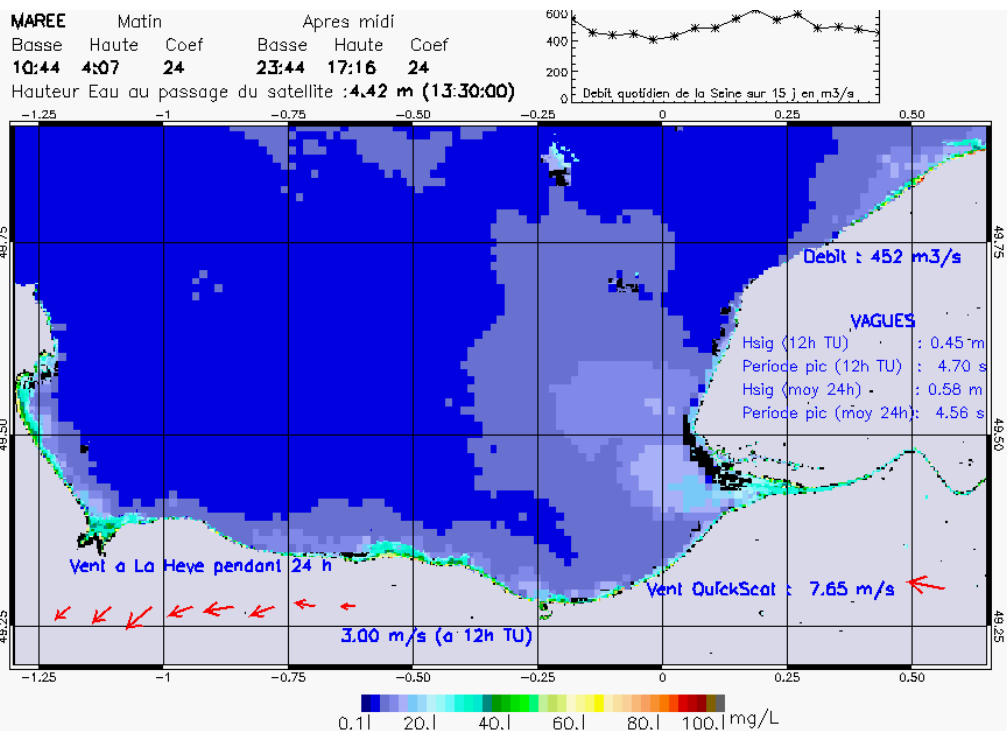 MAREE Matin Apres midi
Basse Haute Coef Basse Haute Coef
10:44 4:07 24 23:44 17:16 24
Hauteur Eau au passage du satellite :4.42 m (13:30:00)
600
400
200
0
Debit quotidien de la Seine sur 15 j en m3/s
-1.25 -1 -0.75 -0.50 -0.25 0 0.25 0.50
49.75 49.75
Debit : 452 m3/s
VAGUES
Hsig (12h TU) : 0.45 m
Periode pic (12h TU) : 4.70 s
Hsig (moy 24h) - : 0.58 m
Periode pic (moy 24h): 4.56 s
49.50 49.50
Vent a La Heve pendant 24 h
Vent QuickScat : 7.65 m/s
3.00 m/s (a 12h TU)
49.25 49.25
-1.25 -1 -0.75 -0.50 -0.25 0 0.25 0.50
0.1| 20.1| 40.1| 60.1| 80.1| 100.1 mg/L